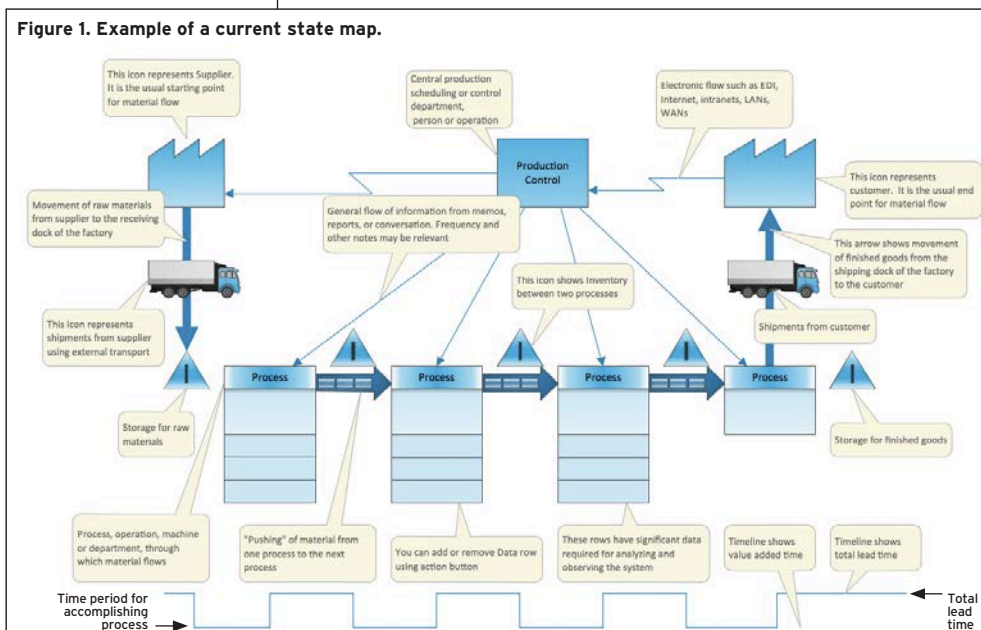 Figure 1. Example of a current state map.
This icon represents Supplier.
It is the usual starting point
for material flow
Central production
scheduling or control
department,
person or operation
Electronic flow such as EDI,
Internet, intranets, LANs,
WANs
Production
Control
Movement of raw materials
from supplier to the receiving
dock of the factory
General flow of information from memos,
reports, or conversation. Frequency and
other notes may be relevant
This icon represents
customer. It is the usual end
point for material flow
This icon shows Inventory
between two processes
This arrow shows movement
of finished goods from the
shipping dock of the factory
to the customer
This icon represents
shipments from supplier
using external transport
Shipments from customer
I
I
I
I
I
Process
Process
Process
Process
Storage for raw
materials
Storage for finished goods
Process, operation, machine
or department, through
which material flows
"Pushing" of material from
one process to the next
process
You can add or remove Data row
using action button
These rows have significant data
required for analyzing and
observing the system
Timeline shows
value added time
Timeline shows
total lead time
Time period for
accomplishing
process
Total
lead
time